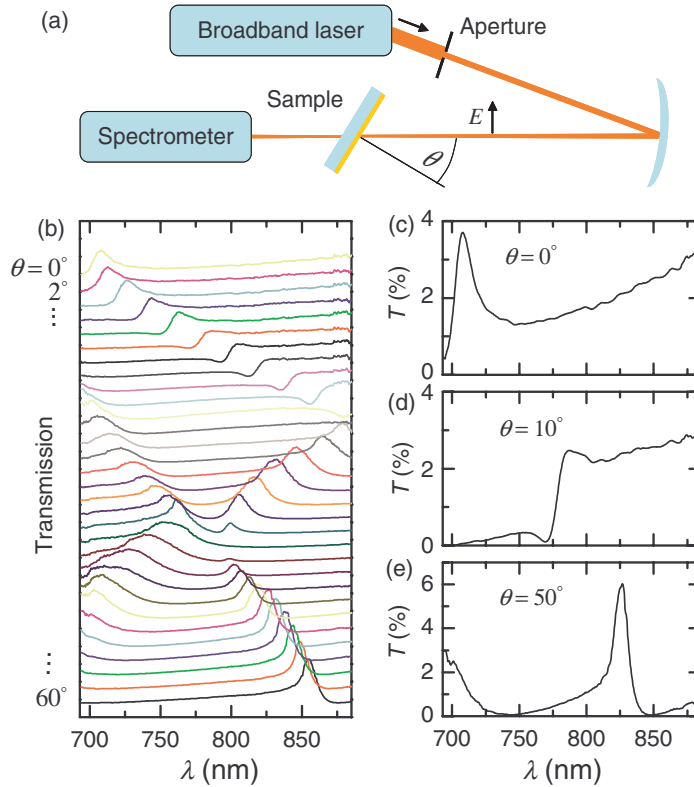 (a)
Broadband laser
Aperture
Sample
E
Spectrometer
θ
(b)
θ = 0°
2°
⋮
⋮
60°
Transmission
700 750 800 850
λ (nm)
(c)
θ = 0°
T (%)
4
2
0
(d)
θ = 10°
T (%)
4
2
0
(e)
θ = 50°
T (%)
6
4
2
0
700 750 800 850
λ (nm)